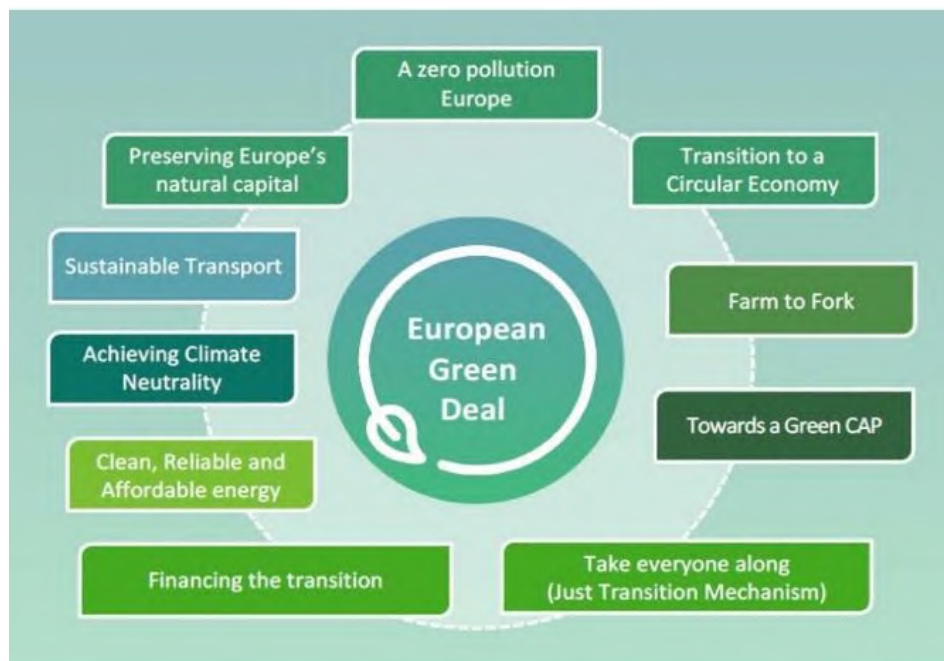 A zero pollution
Europe
Preserving Europe's
natural capital
Transition to a
Circular Economy
Sustainable Transport
Farm to Fork
European
Green
Deal
Achieving Climate
Neutrality
Towards a Green CAP
Clean, Reliable and
Affordable energy
Financing the transition
Take everyone along
(Just Transition Mechanism)